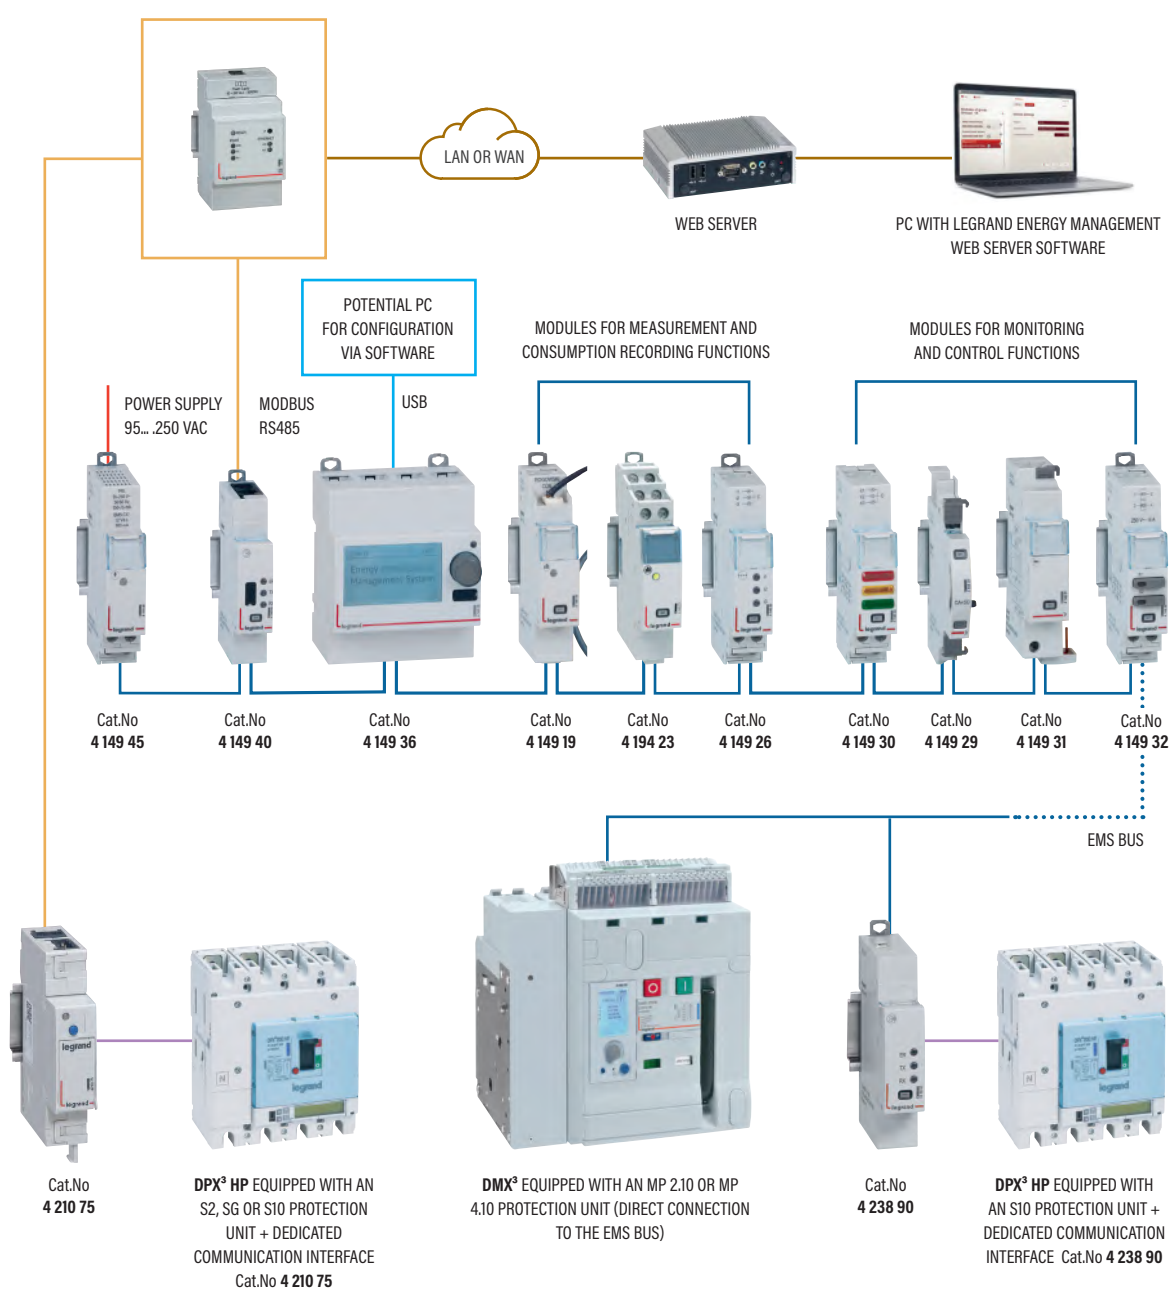 LAN OR WAN
WEB SERVER
PC WITH LEGRAND ENERGY MANAGEMENT
WEB SERVER SOFTWARE
POTENTIAL PC
FOR CONFIGURATION
VIA SOFTWARE
MODULES FOR MEASUREMENT AND
CONSUMPTION RECORDING FUNCTIONS
MODULES FOR MONITORING
AND CONTROL FUNCTIONS
POWER SUPPLY
95... .250 VAC
MODBUS
RS485
USB
Energy
Management System
legrand
Cat.No
4 149 45
Cat.No
4 149 40
Cat.No
4 149 36
Cat.No
4 149 19
Cat.No
4 194 23
Cat.No
4 149 26
Cat.No
4 149 30
Cat.No
4 149 29
Cat.No
4 149 31
Cat.No
4 149 32
EMS BUS
legrand
legrand
legrand
legrand
Cat.No
4 210 75
DPX³ HP EQUIPPED WITH AN
S2, SG OR S10 PROTECTION
UNIT + DEDICATED
COMMUNICATION INTERFACE
Cat.No 4 210 75
DMX³ EQUIPPED WITH AN MP 2.10 OR MP
4.10 PROTECTION UNIT (DIRECT CONNECTION
TO THE EMS BUS)
Cat.No
4 238 90
DPX³ HP EQUIPPED WITH
AN S10 PROTECTION UNIT +
DEDICATED COMMUNICATION
INTERFACE Cat.No 4 238 90